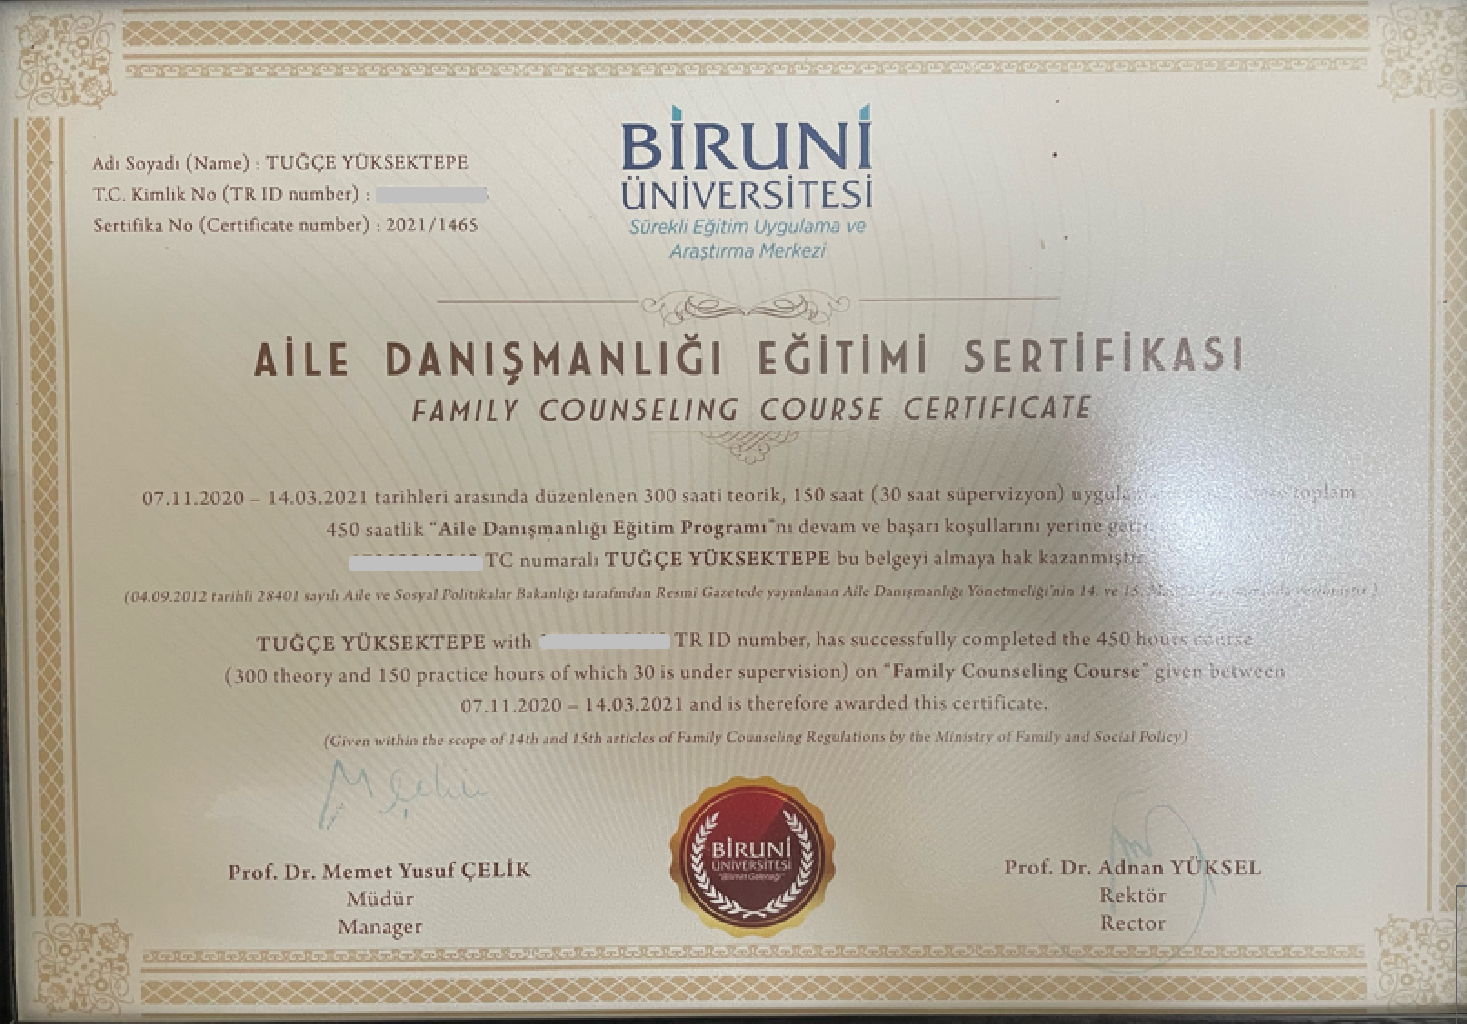 Adı Soyadı (Name) : TUĞÇE YÜKSEKTEPE
T.C. Kimlik No (TR ID number) :
Sertifika No (Certificate number) : 2021/1465
BİRUNİ
ÜNİVERSİTESİ
Sürekli Eğitim Uygulama ve
Araştırma Merkezi
AİLE DANIŞMANLIĞI EĞİTİMİ SERTİFİKASI
FAMILY COUNSELING COURSE CERTIFICATE
07.11.2020 – 14.03.2021 tarihleri arasında düzenlenen 300 saati teorik, 150 saat (30 saat süpervizyon) toplam
450 saatlik "Aile Danışmanlığı Eğitim Programı"nı devam ve başarı koşullarını yerine
TC numaralı TUĞÇE YÜKSEKTEPE bu belgeyi almaya hak kazanmıştır.
(04.09.2012 tarihli 28401 sayılı Aile ve Sosyal Politikalar Bakanlığı tarafından Resmi Gazetede yayınlanan Aile Danışmanlığı Yönetmeliği'nin 14. ve 15.
TUĞÇE YÜKSEKTEPE with TR ID number, has successfully completed the 450 hours course
(300 theory and 150 practice hours of which 30 is under supervision) on "Family Counseling Course" given between
07.11.2020 – 14.03.2021 and is therefore awarded this certificate.
(Given within the scope of 14th and 15th articles of Family Counseling Regulations by the Ministry of Family and Social Policy)
Prof. Dr. Memet Yusuf ÇELİK
Müdür
Manager
BİRUNİ
ÜNİVERSİTESİ
Prof. Dr. Adnan YÜKSEL
Rektör
Rector